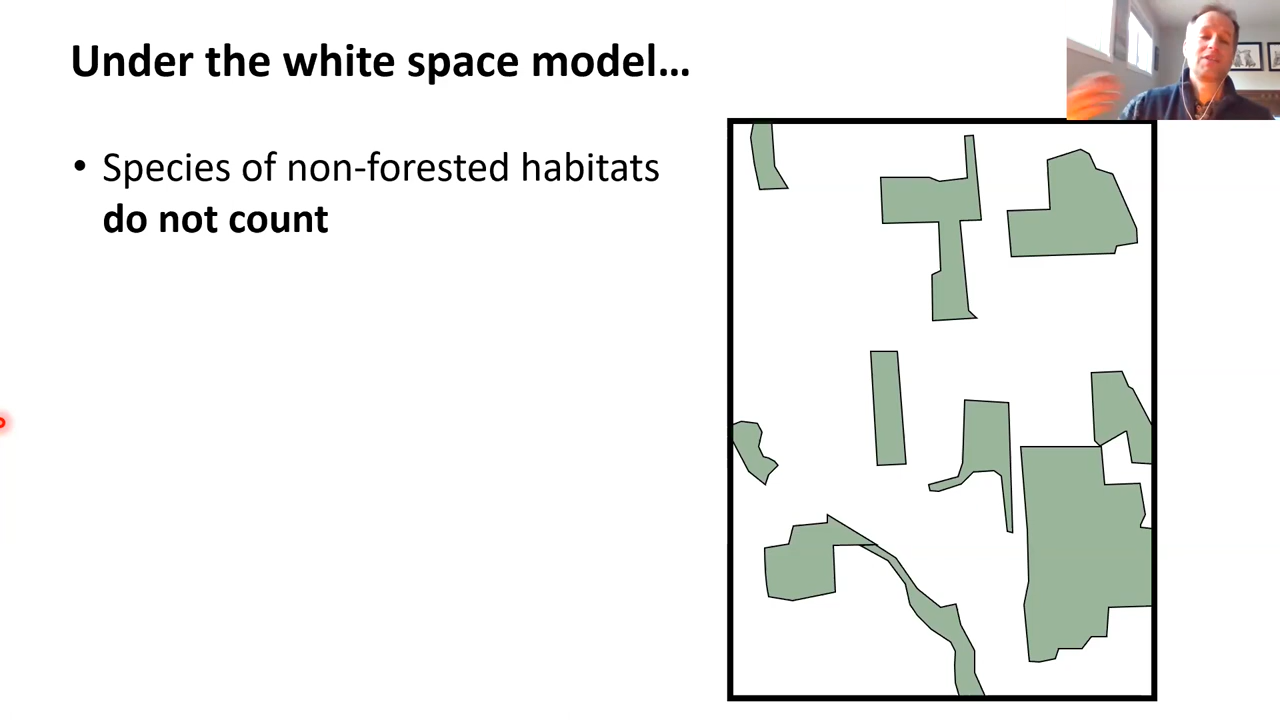 Under the white space model…
• Species of non-forested habitats
do not count